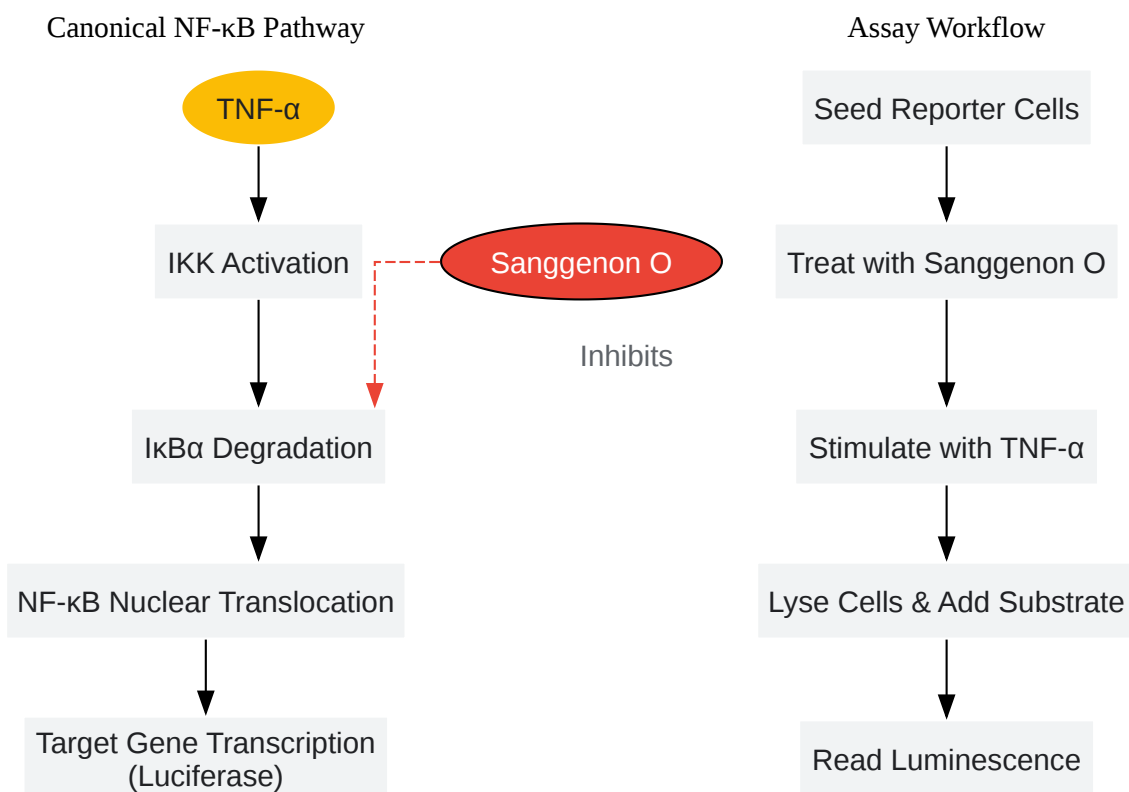 Canonical NF-κB Pathway
TNF-α
IKK Activation
Sanggenon O
Inhibits
IκBα Degradation
NF-κB Nuclear Translocation
Target Gene Transcription
(Luciferase)
Assay Workflow
Seed Reporter Cells
Treat with Sanggenon O
Stimulate with TNF-α
Lyse Cells & Add Substrate
Read Luminescence